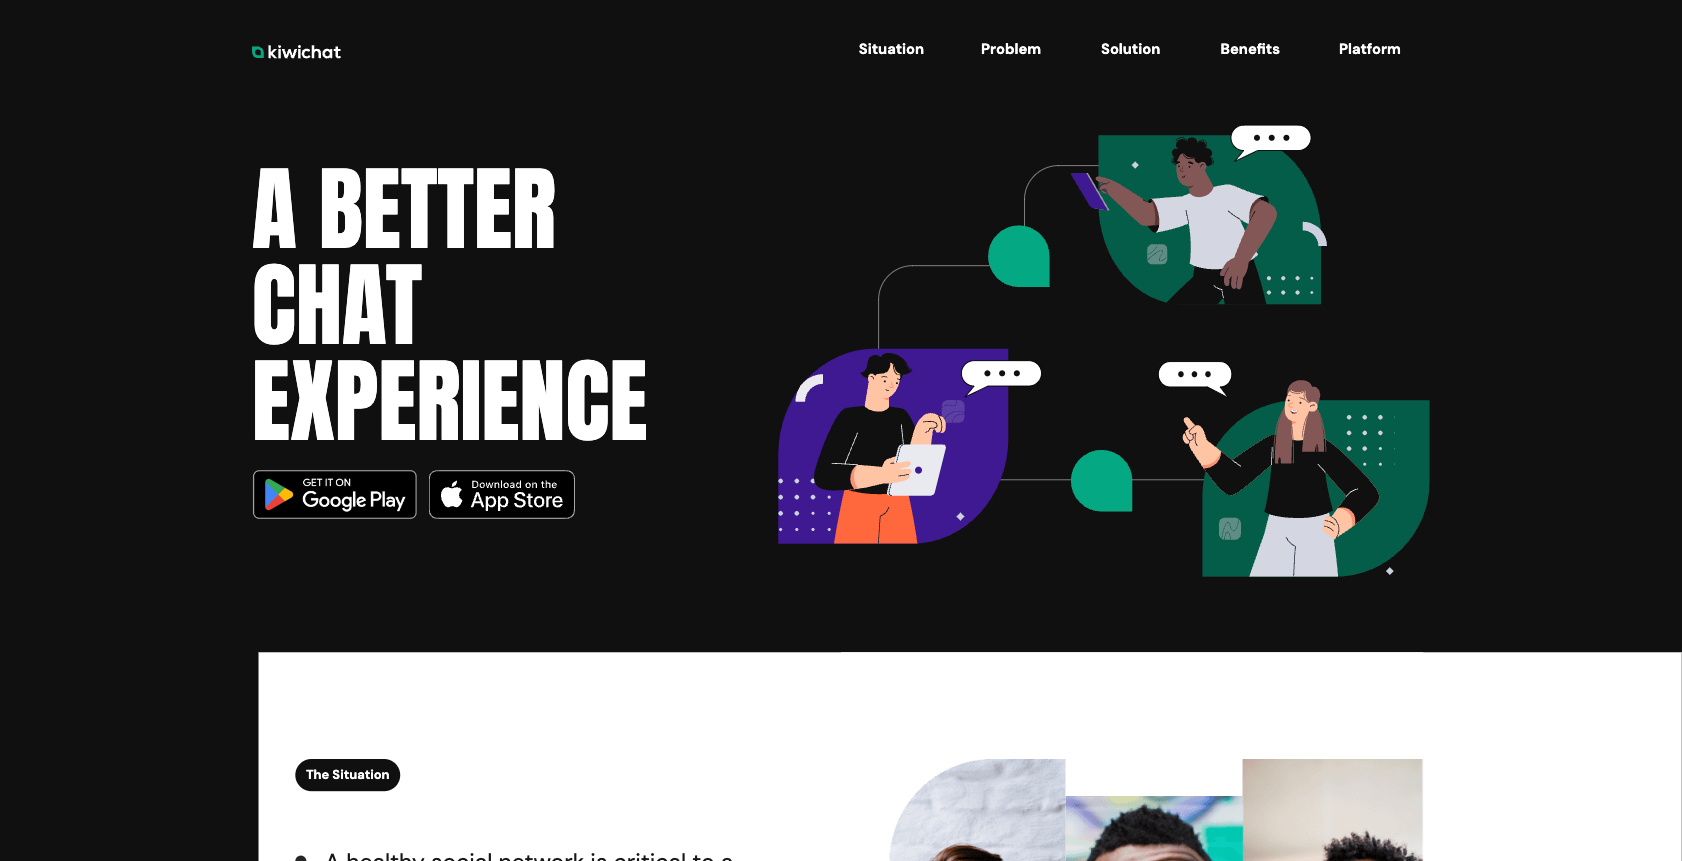 kiwichat
Situation Problem Solution Benefits Platform
A BETTER
CHAT
EXPERIENCE
GET IT ON
Google Play
Download on the
App Store
The Situation
A healthy social network is critical to a